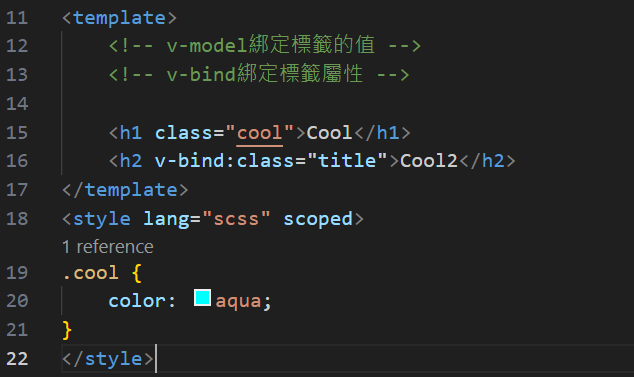 11 <template>
12 <!-- v-model綁定標籤的值 -->
13 <!-- v-bind綁定標籤屬性 -->
14
15 <h1 class="cool">Cool</h1>
16 <h2 v-bind:class="title">Cool2</h2>
17 </template>
18 <style lang="scss" scoped>
1 reference
19 .cool {
20 color: aqua;
21 }
22 </style>